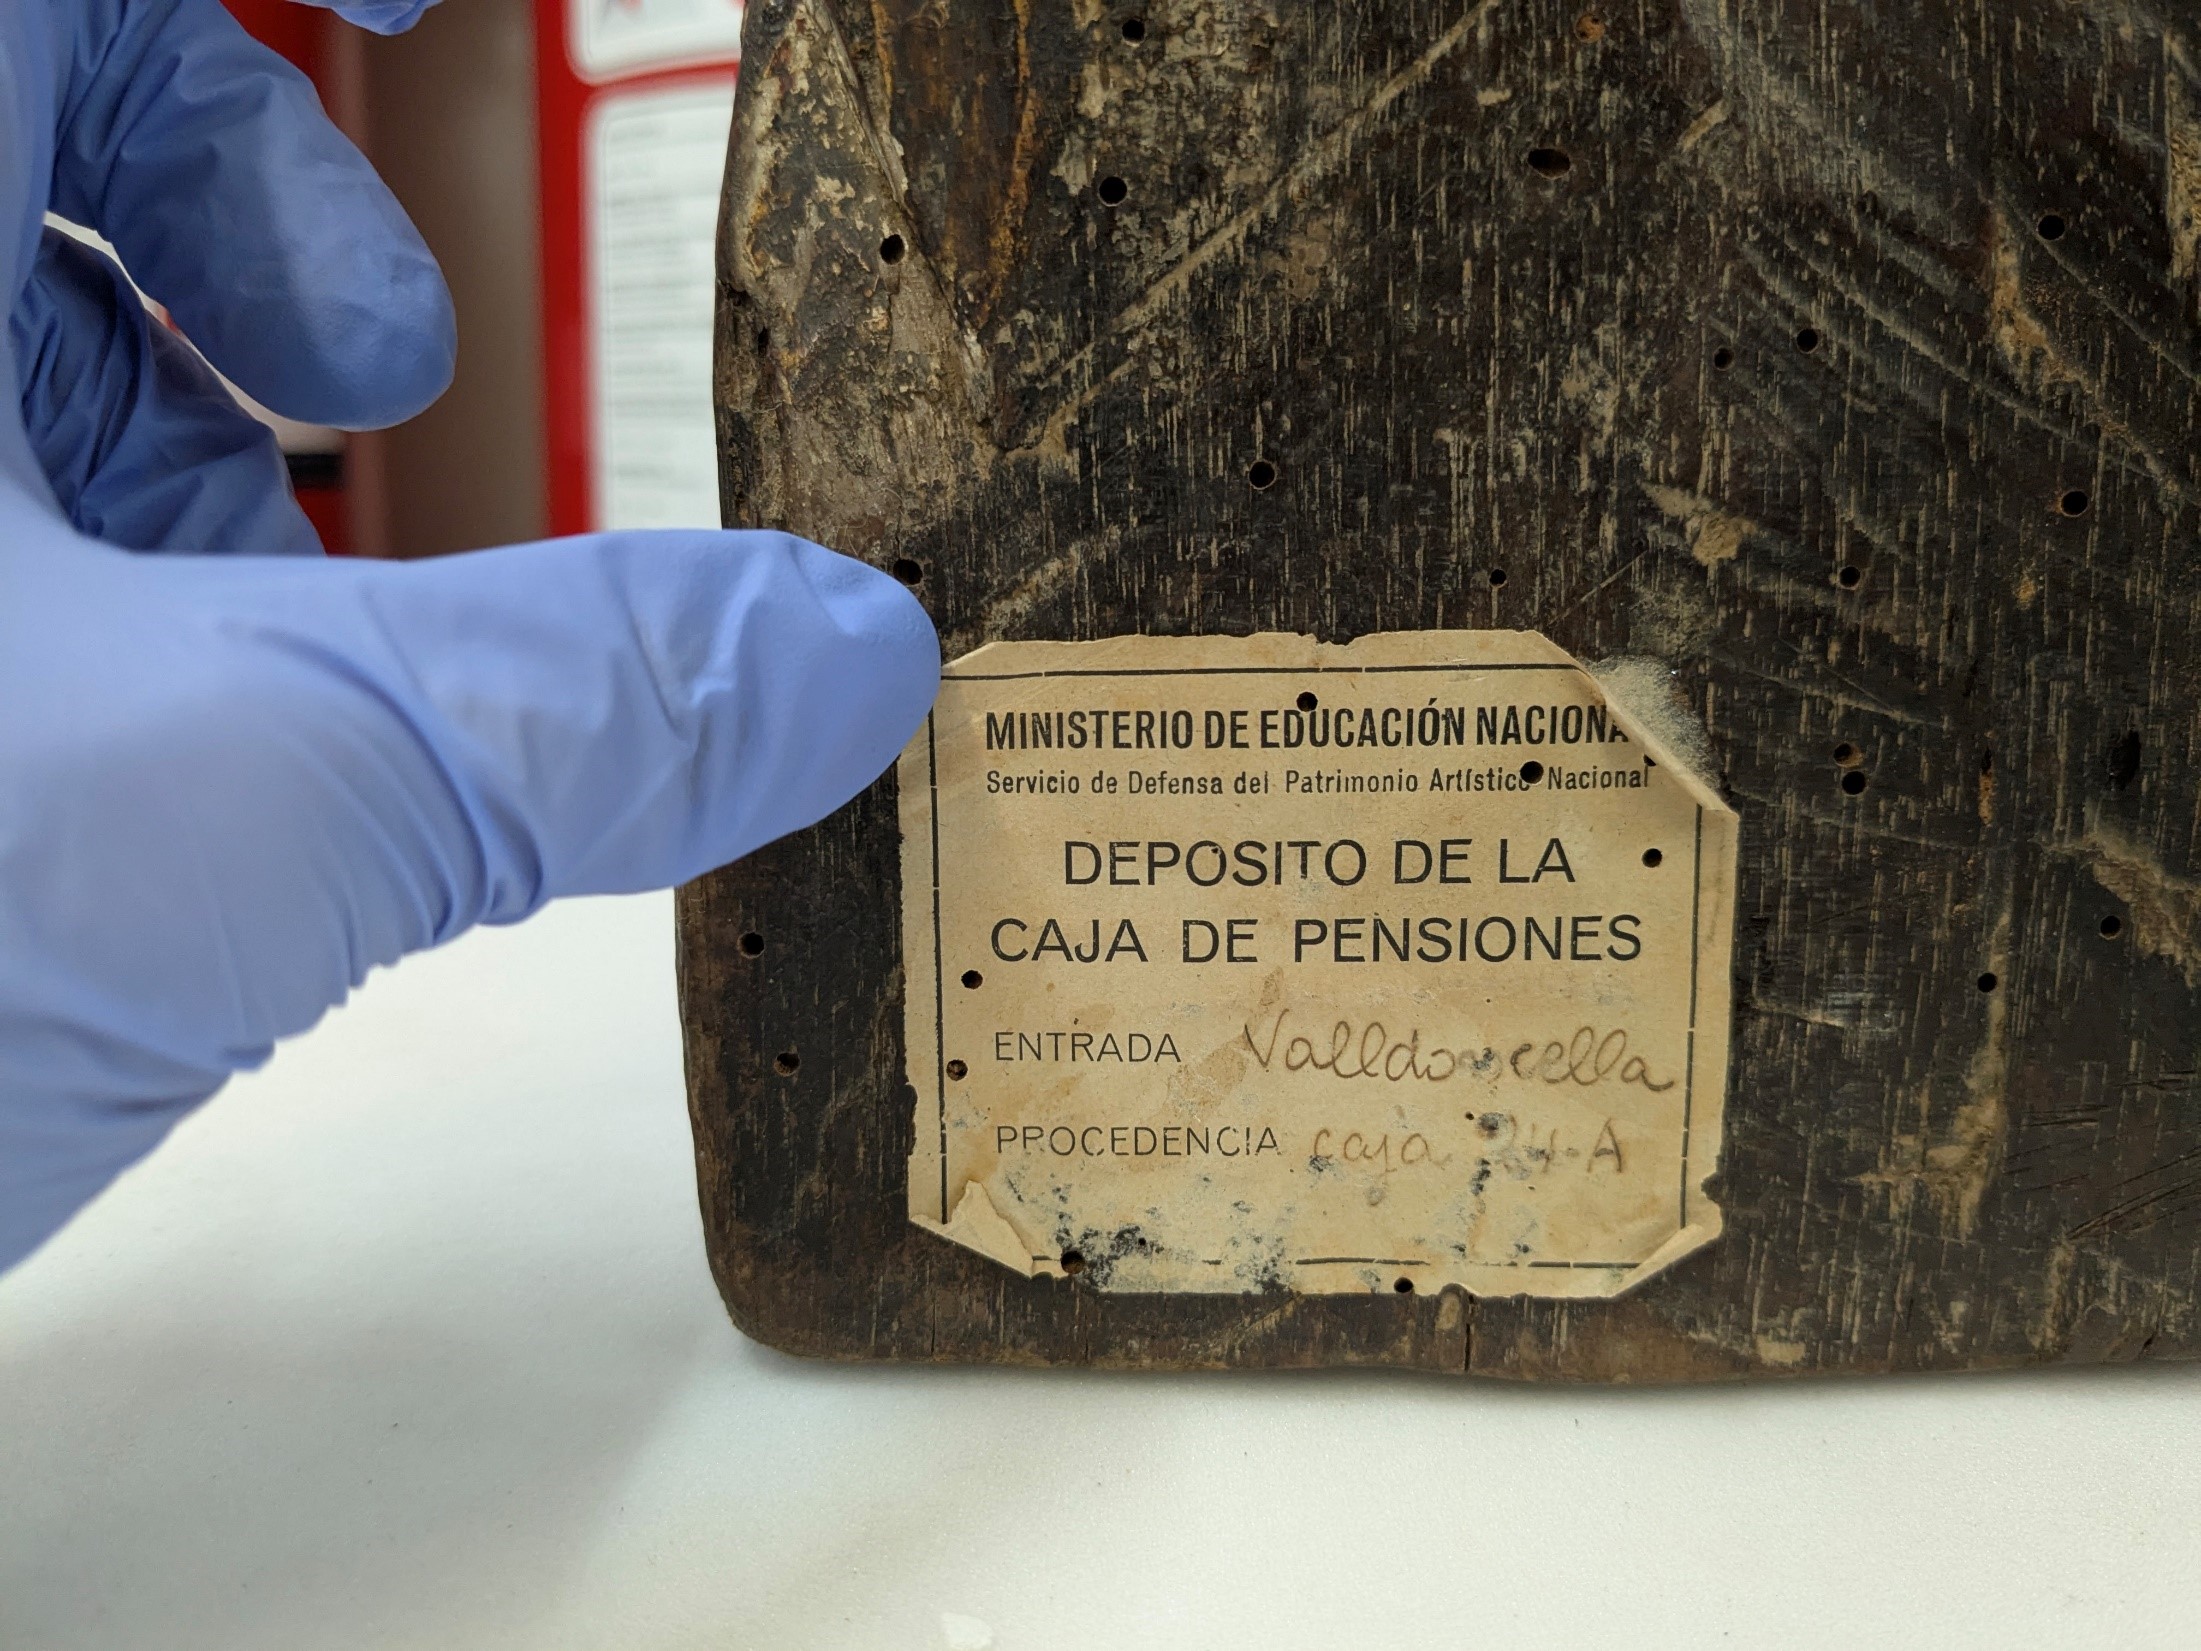 MINISTERIO DE EDUCACIÓN NACIONA
Servicio de Defensa del Patrimonio Artístico Nacional
DEPOSITO DE LA
CAJA DE PENSIONES
ENTRADA Valldoncella
PROCEDENCIA caja 24-A